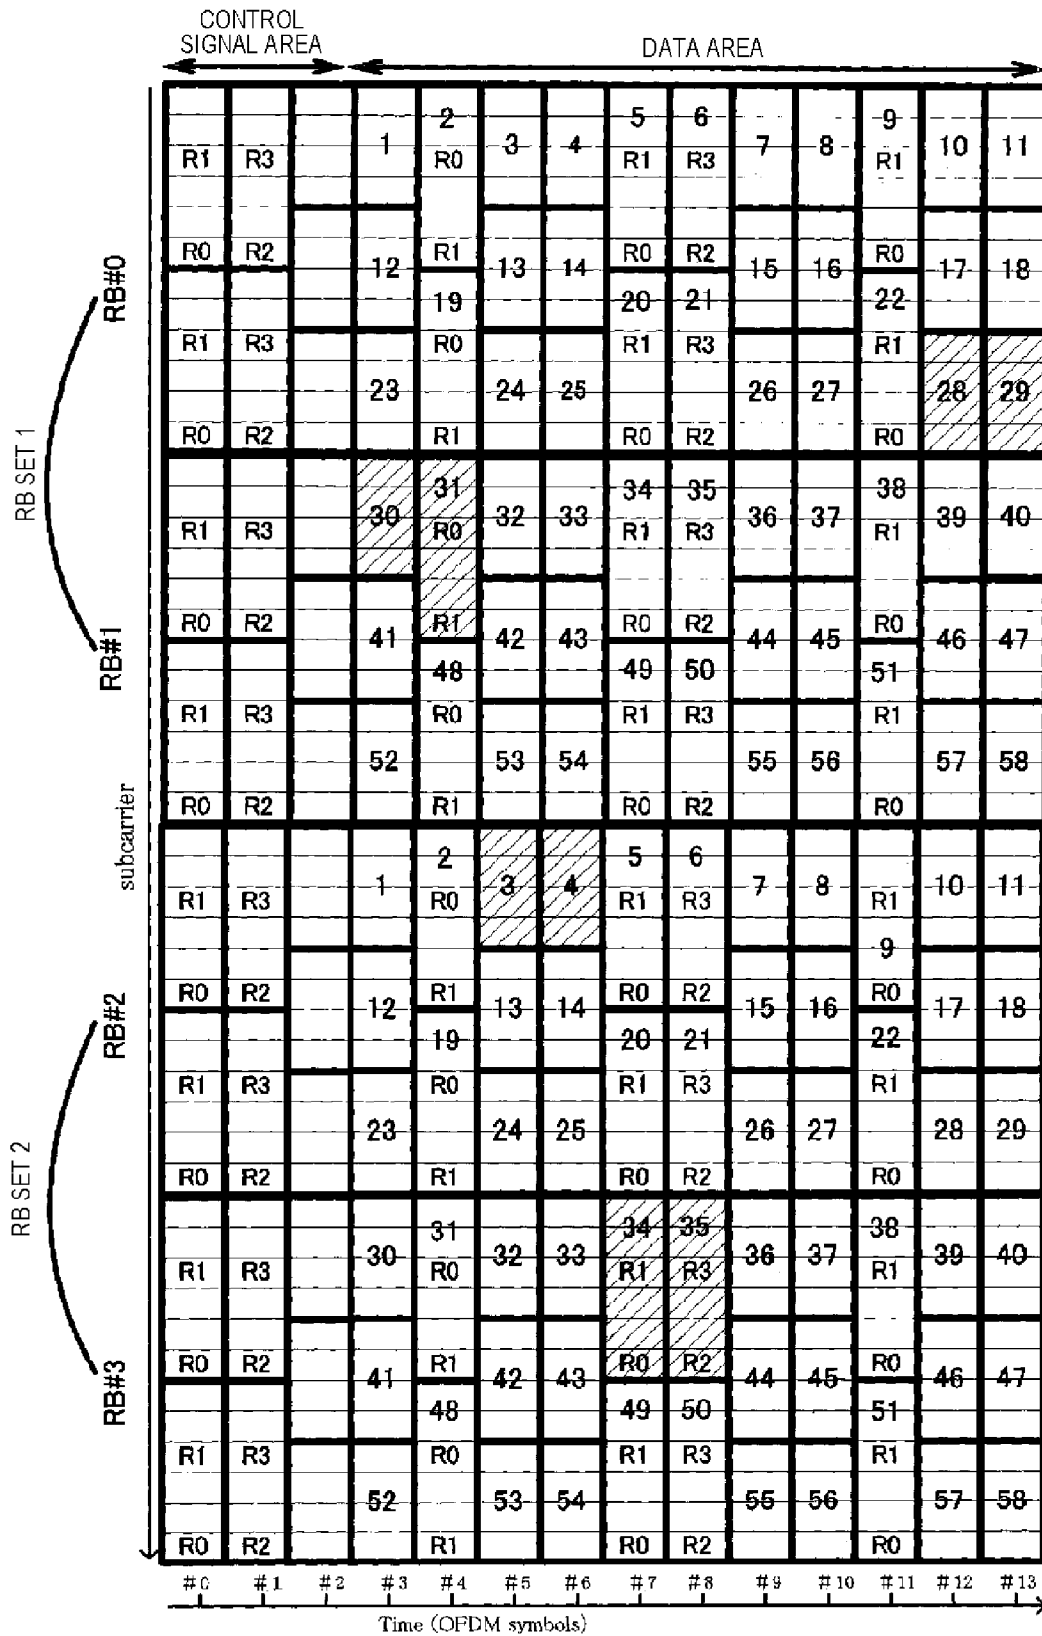 CONTROL
SIGNAL AREA
DATA AREA
2 5 6 9
1 3 4 7 8 10 11
R1 R3 R0 R1 R3 R1
R0 R2 R1 R0 R2 R0
12 13 14 15 16 17 18
19 20 21 22
R1 R3 R0 R1 R3 R1
23 24 25 26 27 28 29
R0 R2 R1 R0 R2 R0
31 34 35 38
30 32 33 36 37 39 40
R1 R3 R0 R1 R3 R1
R0 R2 R1 R0 R2 R0
41 42 43 44 45 46 47
48 49 50 51
R1 R3 R0 R1 R3 R1
52 53 54 55 56 57 58
R0 R2 R1 R0 R2 R0
2 5 6
1 3 4 7 8 10 11
R1 R3 R0 R1 R3 R1
9
R0 R2 R1 R0 R2 R0
12 13 14 15 16 17 18
19 20 21 22
R1 R3 R0 R1 R3 R1
23 24 25 26 27 28 29
R0 R2 R1 R0 R2 R0
31 34 35 38
30 32 33 36 37 39 40
R1 R3 R0 R1 R3 R1
R0 R2 R1 R0 R2 R0
41 42 43 44 45 46 47
48 49 50 51
R1 R3 R0 R1 R3 R1
52 53 54 55 56 57 58
R0 R2 R1 R0 R2 R0
RB#0
RB SET 1
RB#1
subcarrier
RB#2
RB SET 2
RB#3
#0 #1 #2 #3 #4 #5 #6 #7 #8 #9 #10 #11 #12 #13
Time (OFDM symbols)